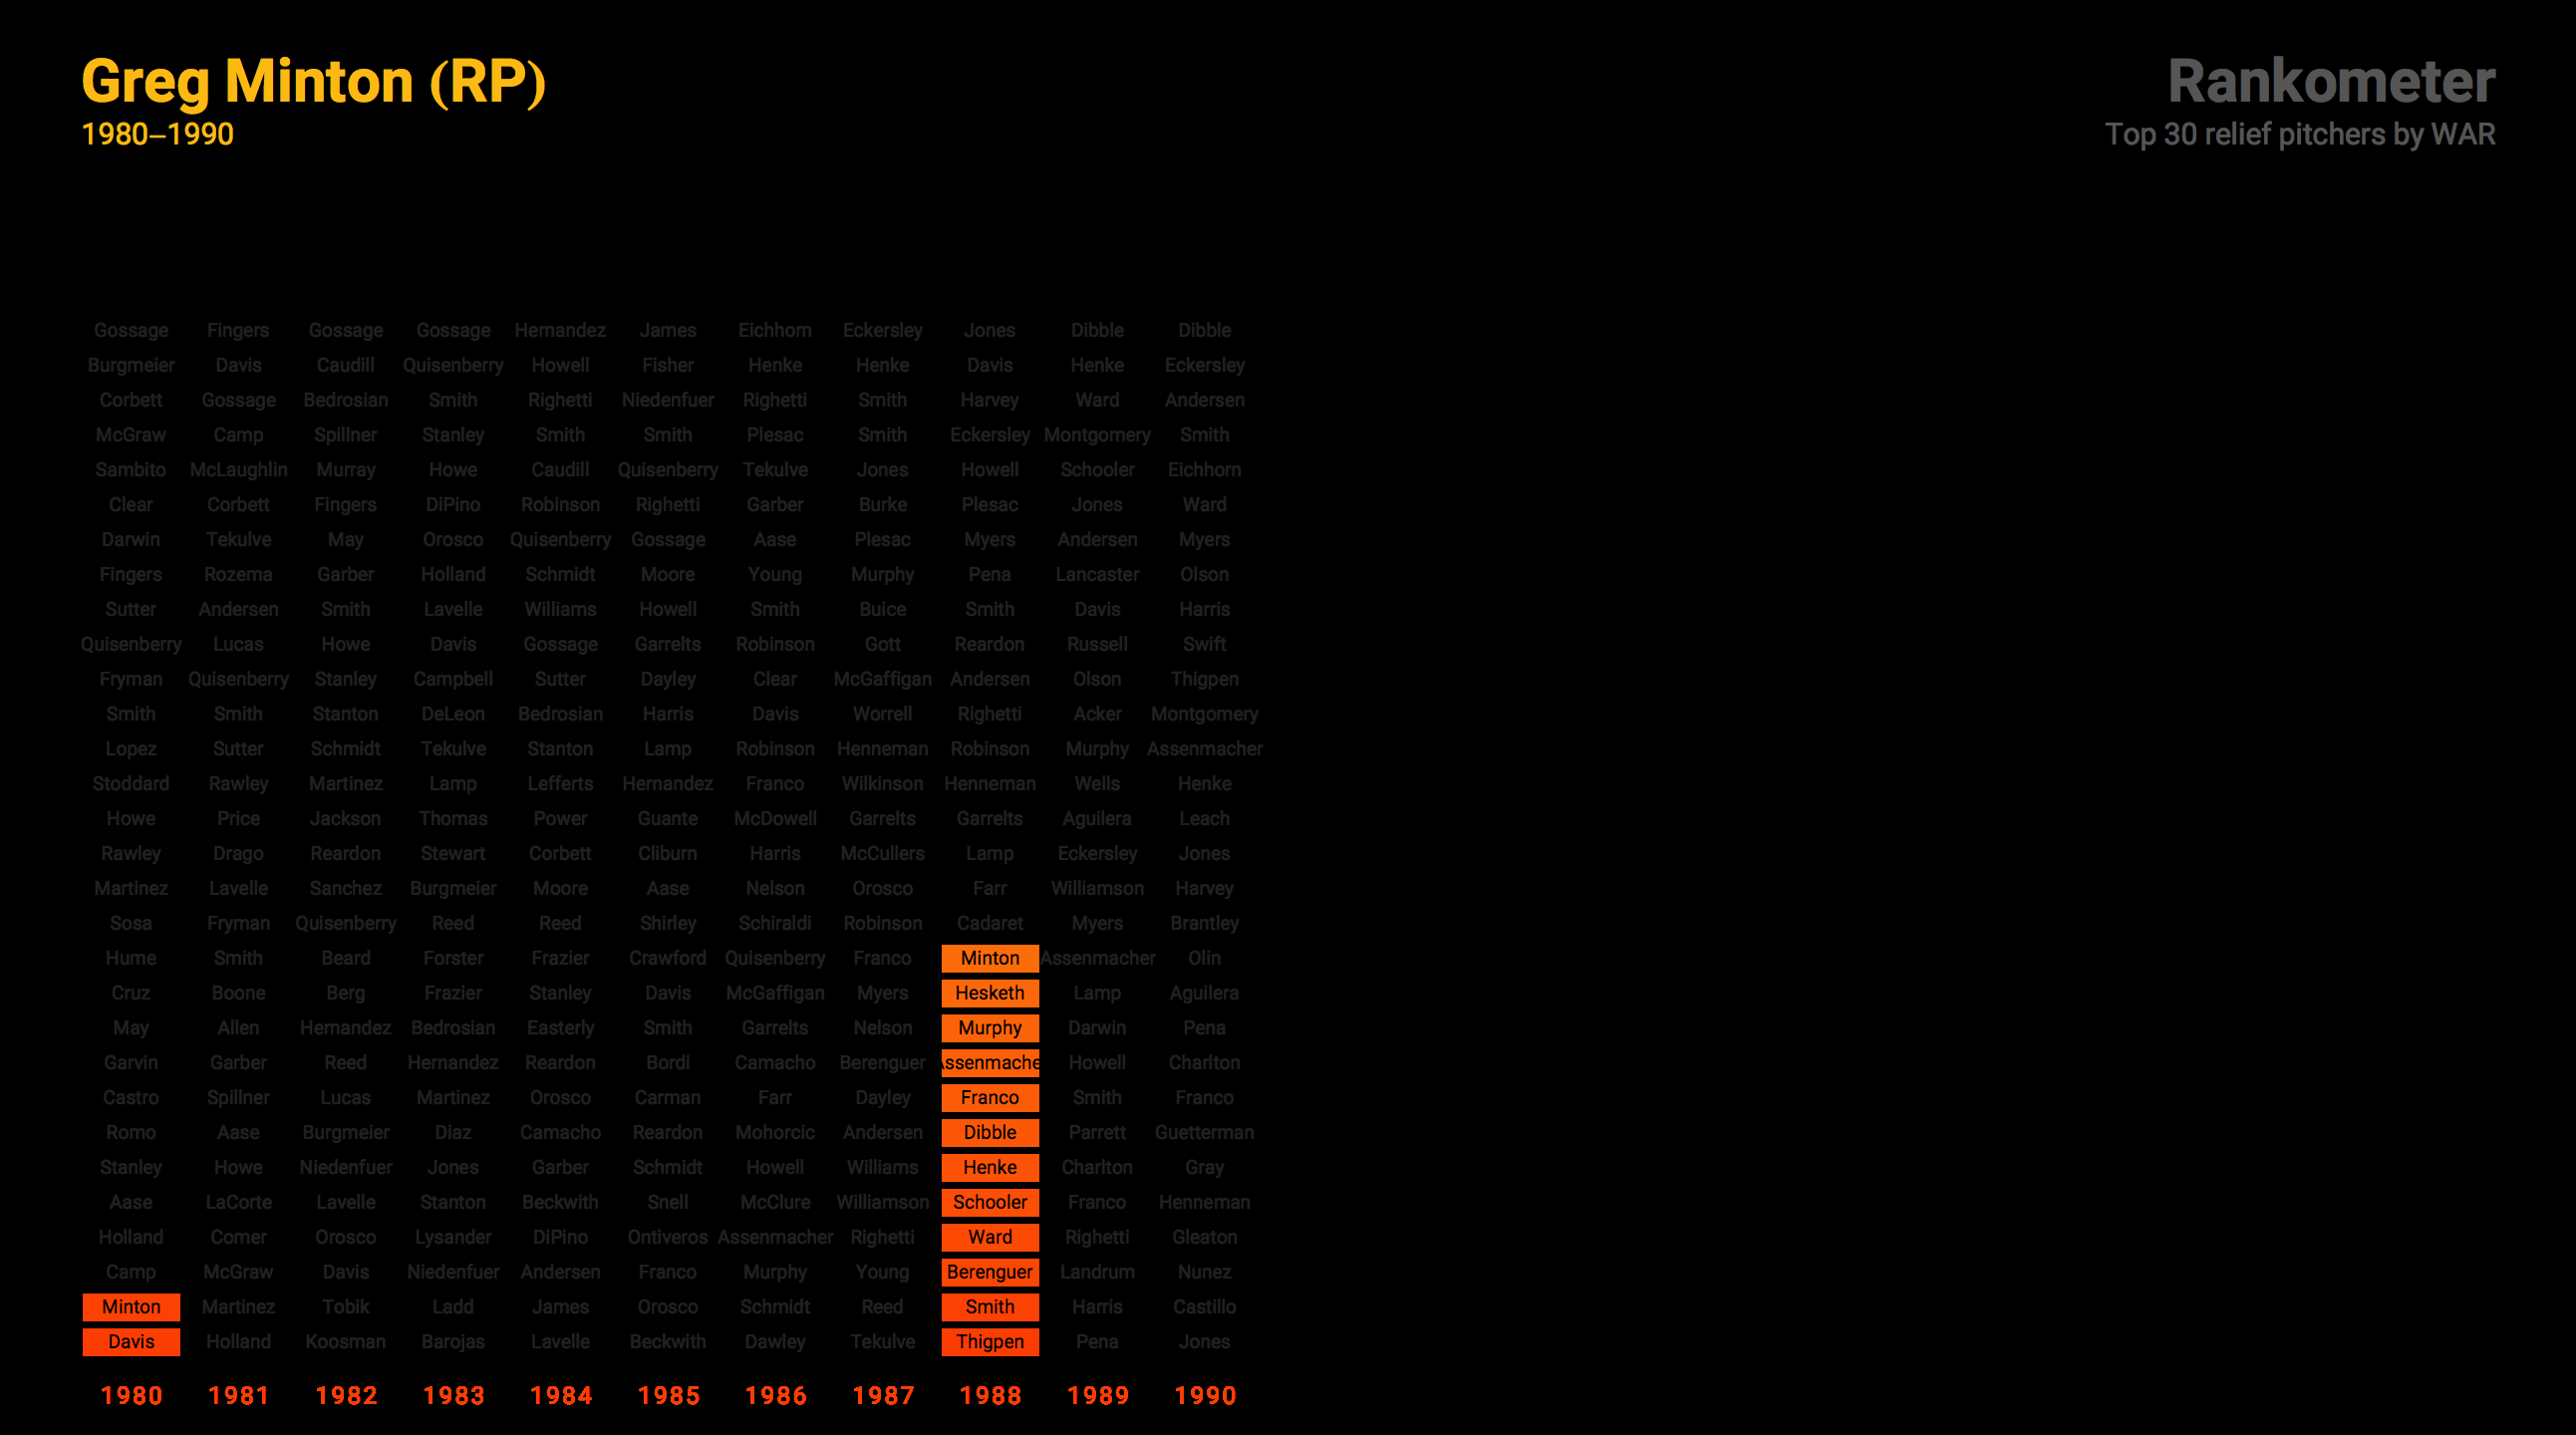 Greg Minton (RP)
1980–1990
Rankometer
Top 30 relief pitchers by WAR
Gossage Fingers Gossage Gossage Hernandez James Eichhorn Eckersley Jones Dibble Dibble
Burgmeier Davis Caudill Quisenberry Howell Fisher Henke Henke Davis Henke Eckersley
Corbett Gossage Bedrosian Smith Righetti Niedenfuer Righetti Smith Harvey Ward Andersen
McGraw Camp Spillner Stanley Smith Smith Plesac Smith Eckersley Montgomery Smith
Sambito McLaughlin Murray Howe Caudill Quisenberry Tekulve Jones Howell Schooler Eichhorn
Clear Corbett Fingers DiPino Robinson Righetti Garber Burke Plesac Jones Ward
Darwin Tekulve May Orosco Quisenberry Gossage Aase Plesac Myers Andersen Myers
Fingers Rozema Garber Holland Schmidt Moore Young Murphy Pena Lancaster Olson
Sutter Andersen Smith Lavelle Williams Howell Smith Buice Smith Davis Harris
Quisenberry Lucas Howe Davis Gossage Garrelts Robinson Gott Reardon Russell Swift
Fryman Quisenberry Stanley Campbell Sutter Dayley Clear McGaffigan Andersen Olson Thigpen
Smith Smith Stanton DeLeon Bedrosian Harris Davis Worrell Righetti Acker Montgomery
Lopez Sutter Schmidt Tekulve Stanton Lamp Robinson Henneman Robinson Murphy Assenmacher
Stoddard Rawley Martinez Lamp Lefferts Hernandez Franco Wilkinson Henneman Wells Henke
Howe Price Jackson Thomas Power Guante McDowell Garrelts Garrelts Aguilera Leach
Rawley Drago Reardon Stewart Corbett Cliburn Harris McCullers Lamp Eckersley Jones
Martinez Lavelle Sanchez Burgmeier Moore Aase Nelson Orosco Farr Williamson Harvey
Sosa Fryman Quisenberry Reed Reed Shirley Schiraldi Robinson Cadaret Myers Brantley
Hume Smith Beard Forster Frazier Crawford Quisenberry Franco Minton Assenmacher Olin
Cruz Boone Berg Frazier Stanley Davis McGaffigan Myers Hesketh Lamp Aguilera
May Allen Hernandez Bedrosian Easterly Smith Garrelts Nelson Murphy Darwin Pena
Garvin Garber Reed Hernandez Reardon Bordi Camacho Berenguer Assenmacher Howell Charlton
Castro Spillner Lucas Martinez Orosco Carman Farr Dayley Franco Smith Franco
Romo Aase Burgmeier Diaz Camacho Reardon Mohorcic Andersen Dibble Parrett Guetterman
Stanley Howe Niedenfuer Jones Garber Schmidt Howell Williams Henke Charlton Gray
Aase LaCorte Lavelle Stanton Beckwith Snell McClure Williamson Schooler Franco Henneman
Holland Comer Orosco Lysander DiPino Ontiveros Assenmacher Righetti Ward Righetti Gleaton
Camp McGraw Davis Niedenfuer Andersen Franco Murphy Young Berenguer Landrum Nunez
Minton Martinez Tobik Ladd James Orosco Schmidt Reed Smith Harris Castillo
Davis Holland Koosman Barojas Lavelle Beckwith Dawley Tekulve Thigpen Pena Jones
1980 1981 1982 1983 1984 1985 1986 1987 1988 1989 1990